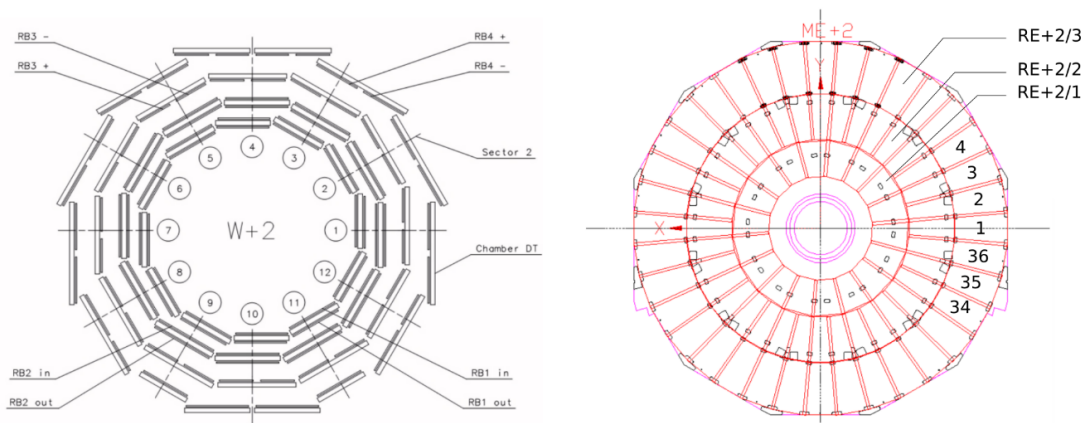 RB3 -
RB3 +
RB4 +
RB4 -
Sector 2
Chamber DT
RB2 in
RB2 out
RB1 in
RB1 out
W+2
1
2
3
4
5
6
7
8
9
10
11
12
ME+2
Y
X
RE+2/3
RE+2/2
RE+2/1
4
3
2
1
36
35
34